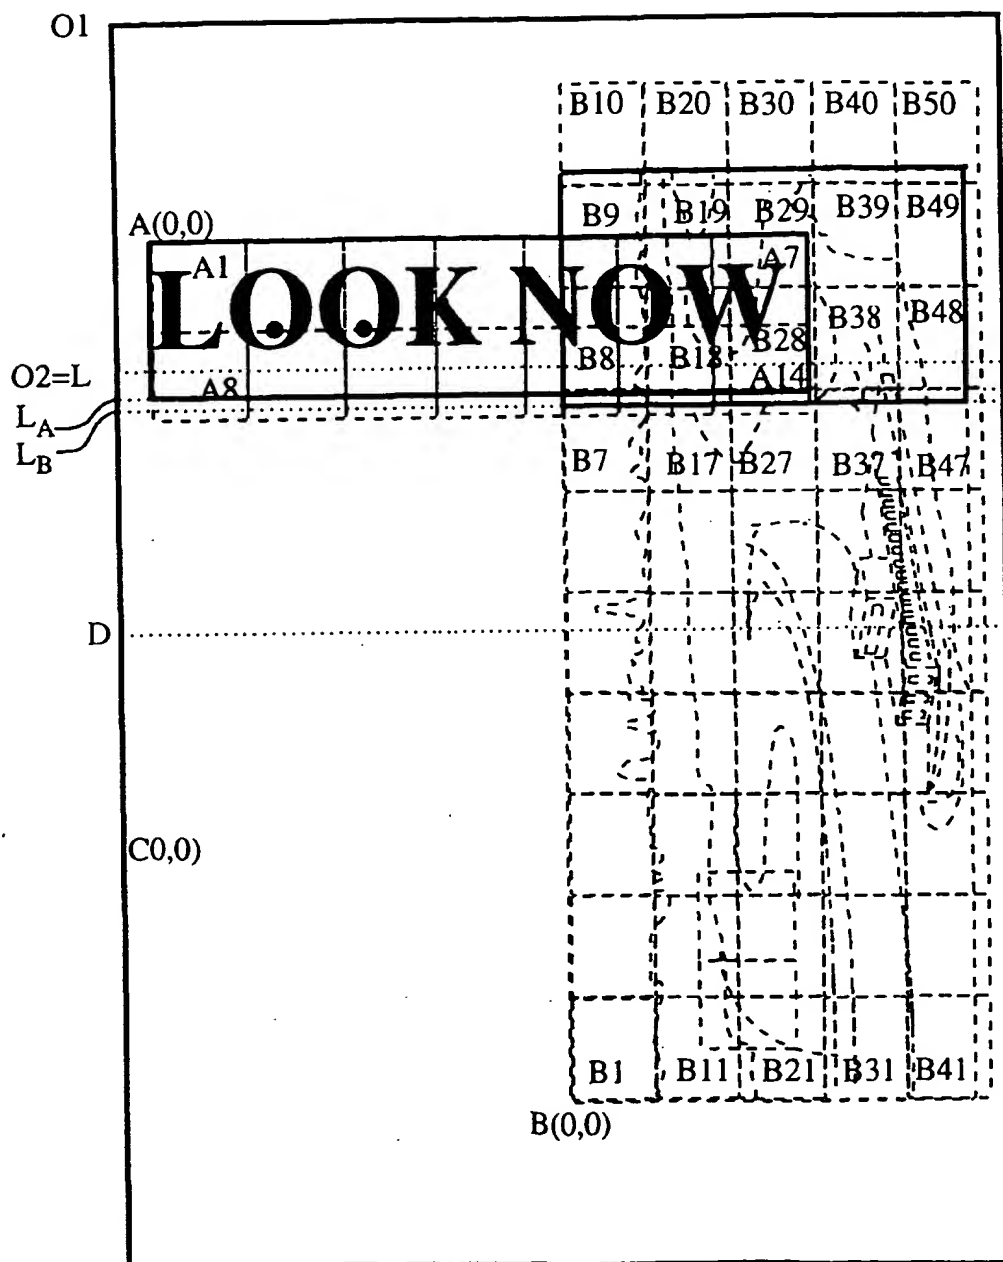 O1
B10 B20 B30 B40 B50
B9 B19 B29 B39 B49
A(0,0)
A1 A7
LOOK NOW
B38 B48
B8 B18 B28
O2=L
A8 A14
L_A
L_B
B7 B17 B27 B37 B47
D
C0,0)
B1 B11 B21 B31 B41
B(0,0)